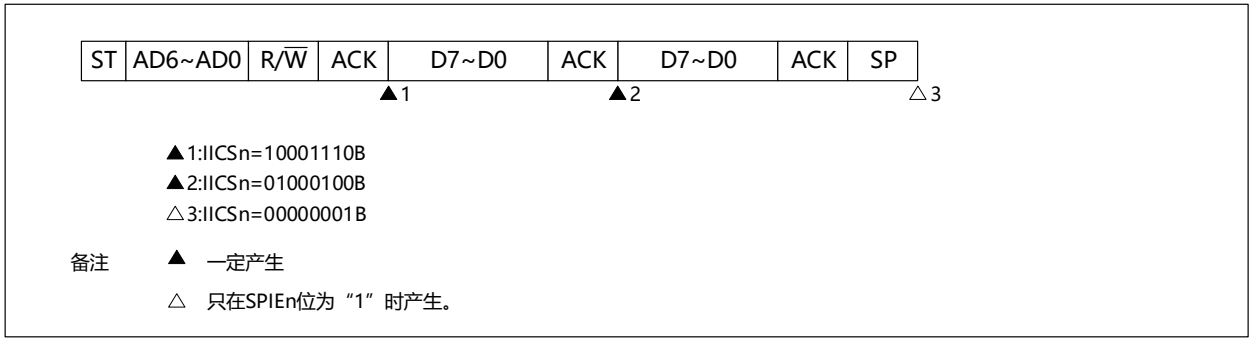 ST AD6~AD0 R/W̅ ACK D7~D0 ACK D7~D0 ACK SP
▲1 ▲2 △3
▲1:IICSn=10001110B
▲2:IICSn=01000100B
△3:IICSn=00000001B
备注 ▲ 一定产生
△ 只在SPIEn位为“1”时产生。